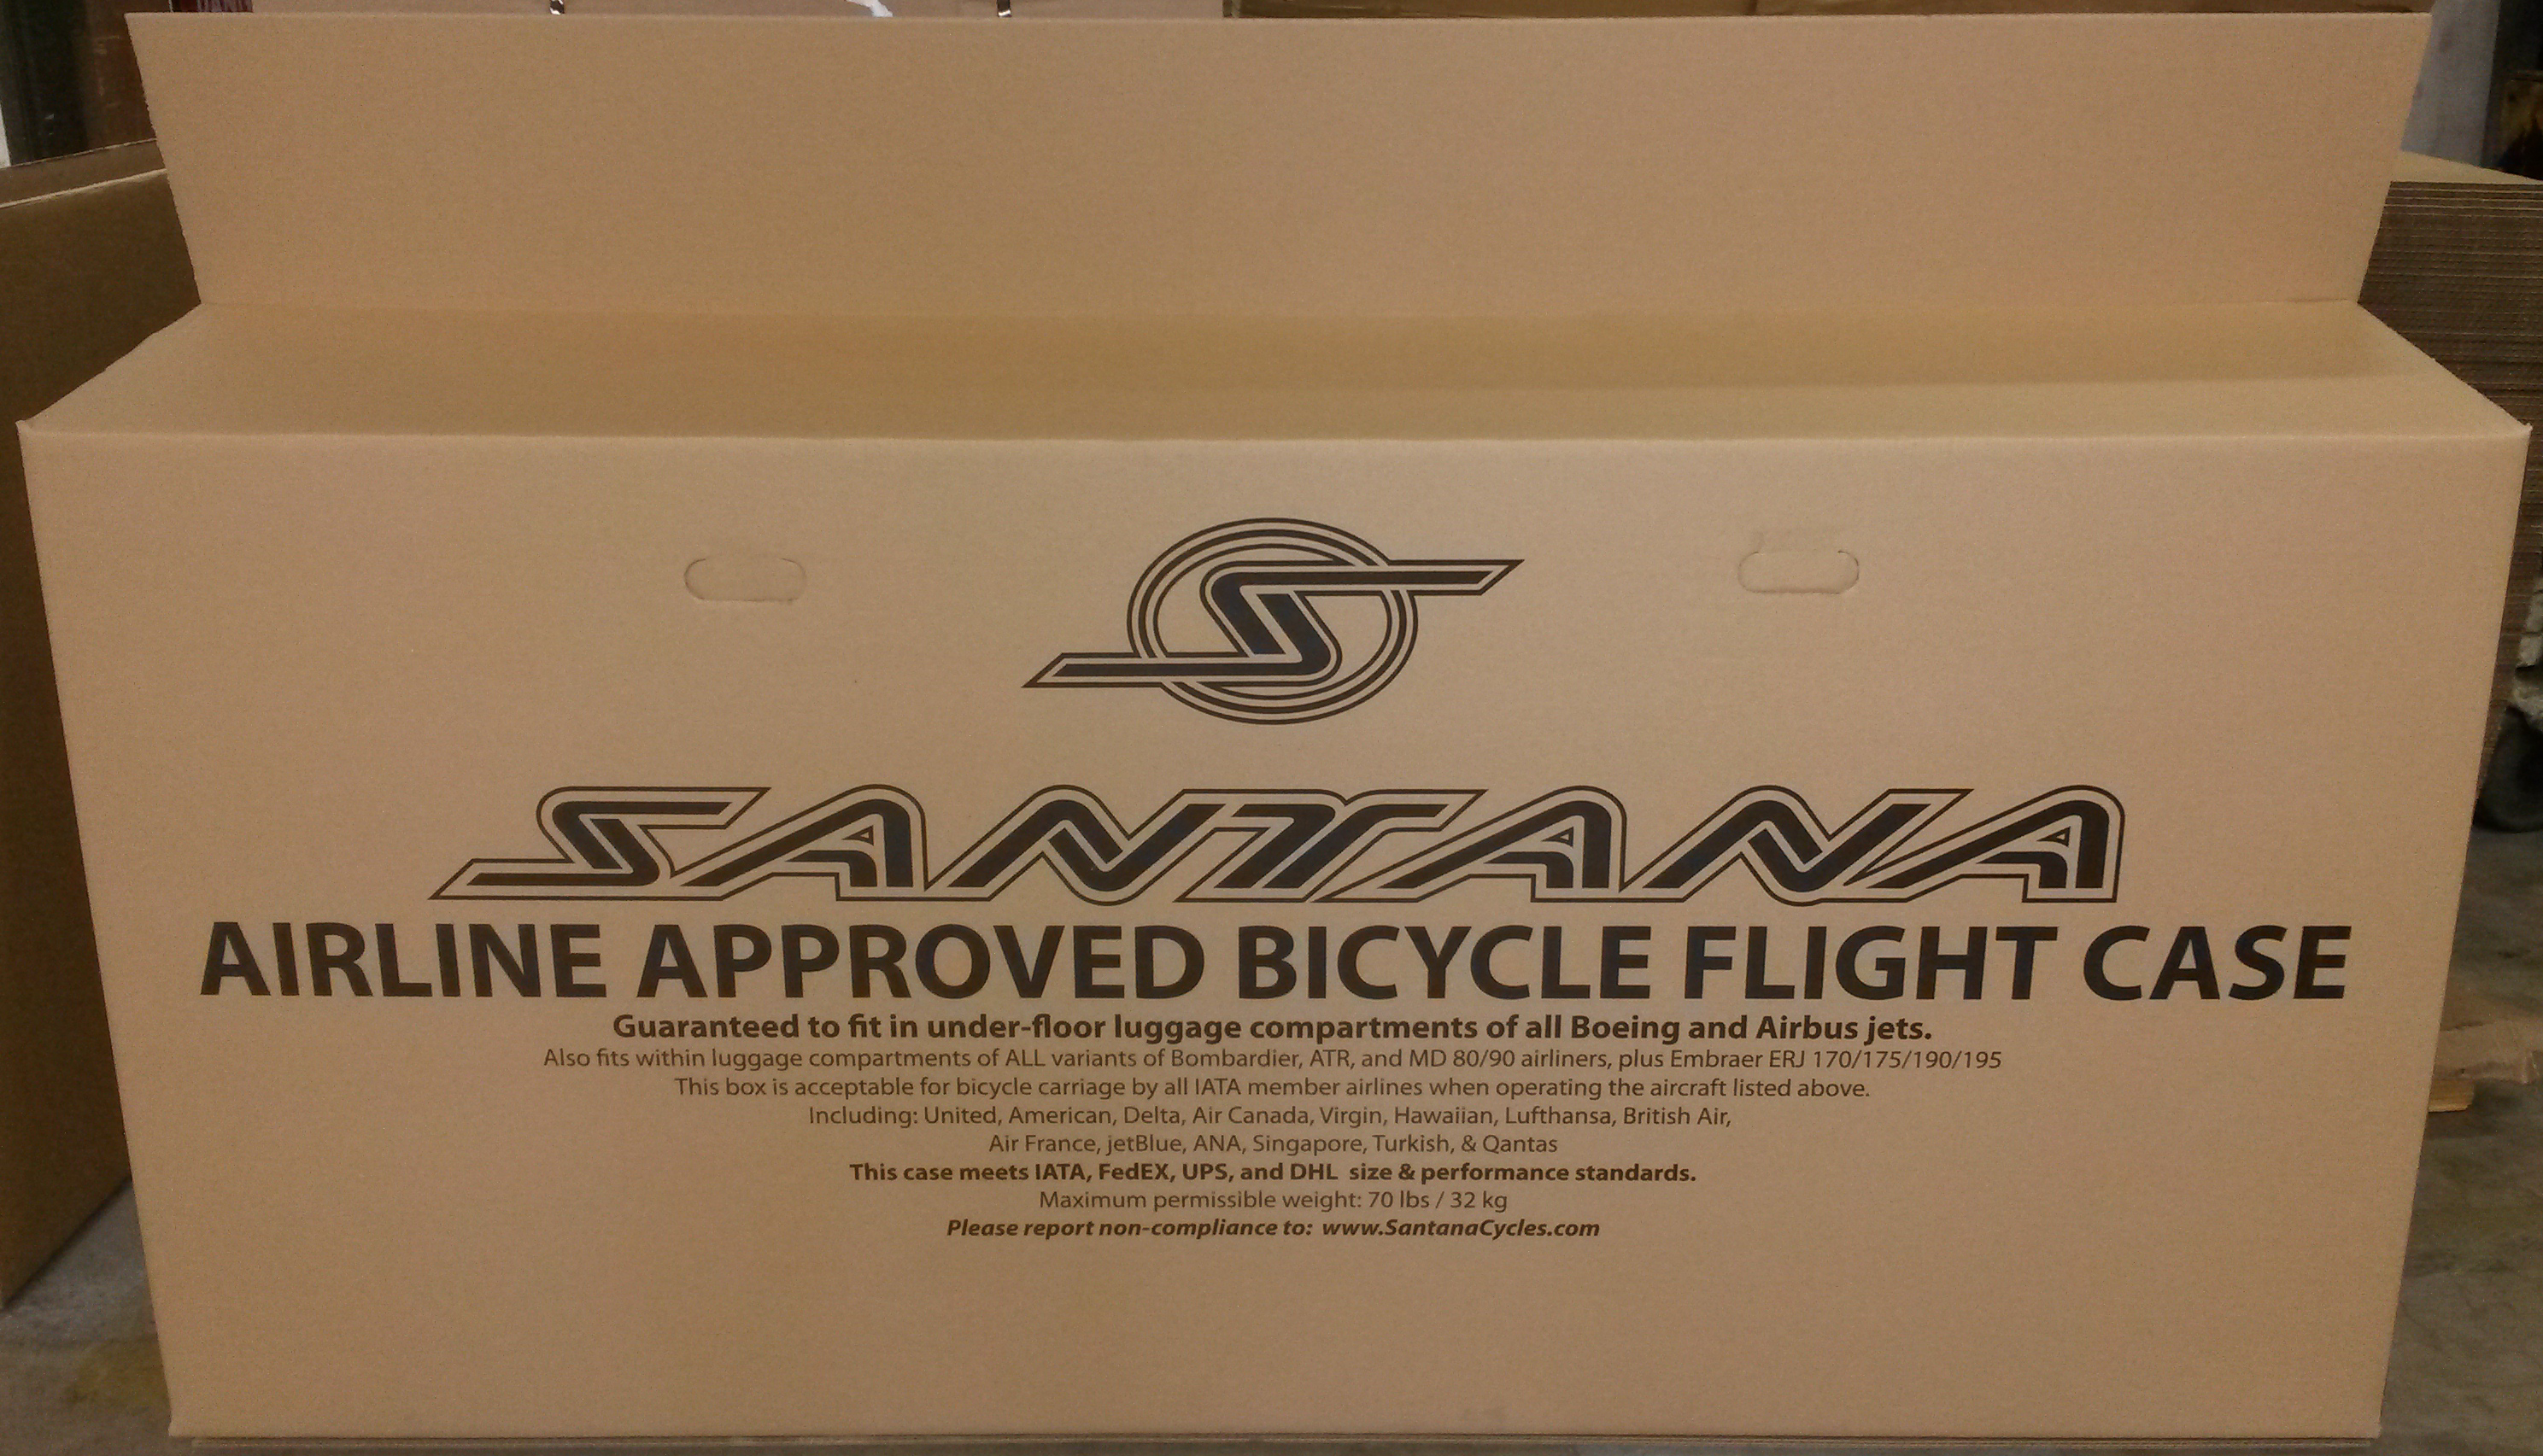 SANTANA
AIRLINE APPROVED BICYCLE FLIGHT CASE
Guaranteed to fit in under-floor luggage compartments of all Boeing and Airbus jets.
Also fits within luggage compartments of ALL variants of Bombardier, ATR, and MD 80/90 airliners, plus Embraer ERJ 170/175/190/195
This box is acceptable for bicycle carriage by all IATA member airlines when operating the aircraft listed above.
Including: United, American, Delta, Air Canada, Virgin, Hawaiian, Lufthansa, British Air,
Air France, jetBlue, ANA, Singapore, Turkish, & Qantas
This case meets IATA, FedEX, UPS, and DHL size & performance standards.
Maximum permissible weight: 70 lbs / 32 kg
Please report non-compliance to: www.SantanaCycles.com